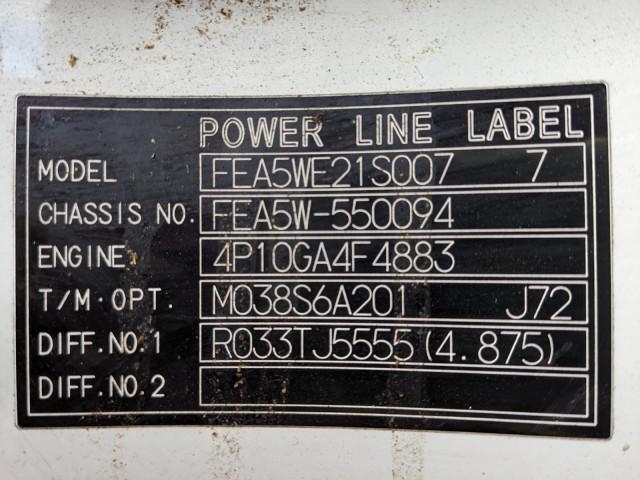 POWER LINE LABEL
MODEL FEA5WE21S007 7
CHASSIS NO. FEA5W-550094
ENGINE 4P10GA4F4883
T/M·OPT. M038S6A201 J72
DIFF.NO.1 R033TJ5555(4.875)
DIFF.NO.2